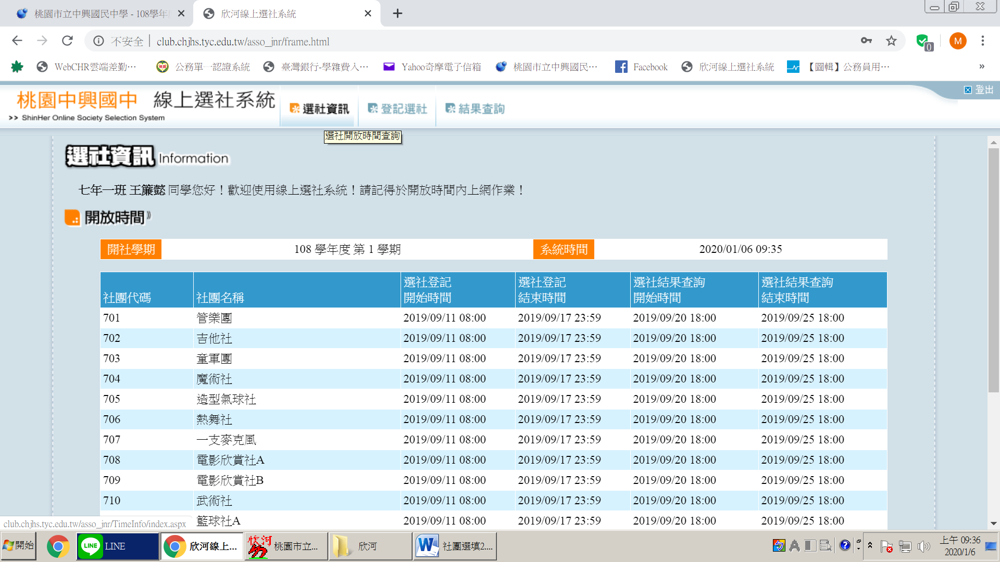 桃園市立中興國民中學 - 108學年
欣河線上選社系統
不安全
club.chjhs.tyc.edu.tw/asso_jnr/frame.html
M
0
WebCHR雲端差勤…
公務單一認證系統
臺灣銀行-學雜費入…
Yahoo奇摩電子信箱
桃園市立中興國民…
Facebook
欣河線上選社系統
【圖輯】公務員用…
»
桃園中興國中 線上選社系統
>> ShinHer Online Society Selection System
選社資訊
登記選社
結果查詢
登出
選社開放時間查詢
選社資訊 Information
七年一班 王簾懿 同學您好！歡迎使用線上選社系統！請記得於開放時間內上網作業！
開放時間
開社學期 108 學年度 第 1 學期 系統時間 2020/01/06 09:35
社團代碼 社團名稱 選社登記開始時間 選社登記結束時間 選社結果查詢開始時間 選社結果查詢結束時間
701 管樂團 2019/09/11 08:00 2019/09/17 23:59 2019/09/20 18:00 2019/09/25 18:00
702 吉他社 2019/09/11 08:00 2019/09/17 23:59 2019/09/20 18:00 2019/09/25 18:00
703 童軍團 2019/09/11 08:00 2019/09/17 23:59 2019/09/20 18:00 2019/09/25 18:00
704 魔術社 2019/09/11 08:00 2019/09/17 23:59 2019/09/20 18:00 2019/09/25 18:00
705 造型氣球社 2019/09/11 08:00 2019/09/17 23:59 2019/09/20 18:00 2019/09/25 18:00
706 熱舞社 2019/09/11 08:00 2019/09/17 23:59 2019/09/20 18:00 2019/09/25 18:00
707 一支麥克風 2019/09/11 08:00 2019/09/17 23:59 2019/09/20 18:00 2019/09/25 18:00
708 電影欣賞社A 2019/09/11 08:00 2019/09/17 23:59 2019/09/20 18:00 2019/09/25 18:00
709 電影欣賞社B 2019/09/11 08:00 2019/09/17 23:59 2019/09/20 18:00 2019/09/25 18:00
710 武術社 2019/09/11 08:00 2019/09/17 23:59 2019/09/20 18:00 2019/09/25 18:00
籃球社A 2019/09/11 08:00 2019/09/17 23:59 2019/09/20 18:00 2019/09/25 18:00
club.chjhs.tyc.edu.tw/asso_jnr/TimeInfo/index.aspx
開始
LINE
LINE
欣河線上...
欣河
桃園市立...
欣河
社團選填2....
上午 09:36
2020/1/6